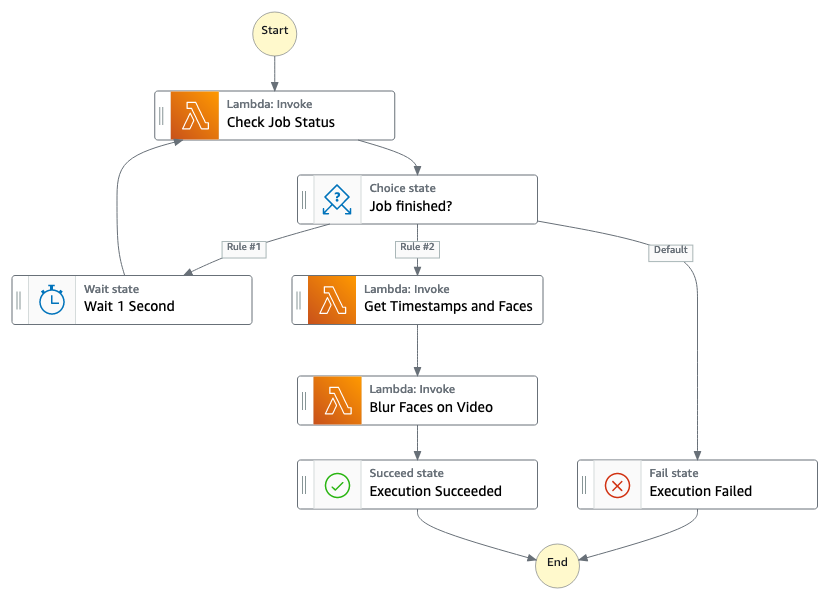 Start
Lambda: Invoke
Check Job Status
Choice state
Job finished?
Rule #1
Rule #2
Default
Wait state
Wait 1 Second
Lambda: Invoke
Get Timestamps and Faces
Lambda: Invoke
Blur Faces on Video
Succeed state
Execution Succeeded
Fail state
Execution Failed
End